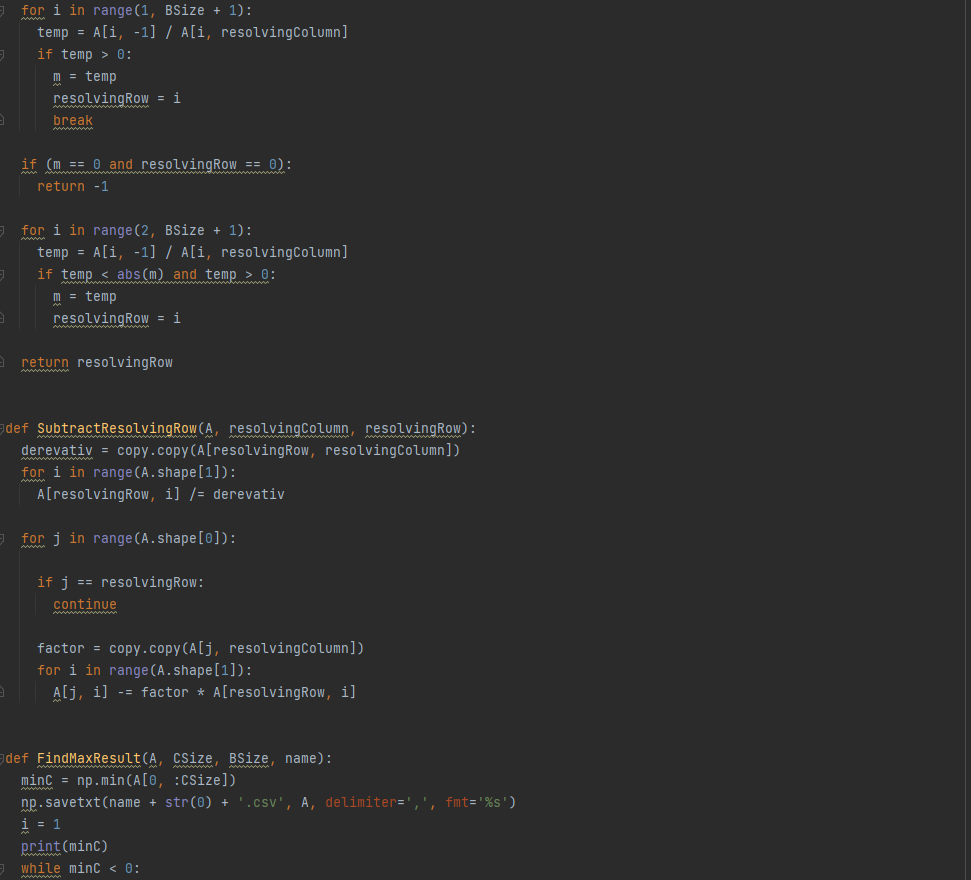 for i in range(1, BSize + 1):
temp = A[i, -1] / A[i, resolvingColumn]
if temp > 0:
m = temp
resolvingRow = i
break
if (m == 0 and resolvingRow == 0):
return -1
for i in range(2, BSize + 1):
temp = A[i, -1] / A[i, resolvingColumn]
if temp < abs(m) and temp > 0:
m = temp
resolvingRow = i
return resolvingRow
def SubtractResolvingRow(A, resolvingColumn, resolvingRow):
derevativ = copy.copy(A[resolvingRow, resolvingColumn])
for i in range(A.shape[1]):
A[resolvingRow, i] /= derevativ
for j in range(A.shape[0]):
if j == resolvingRow:
continue
factor = copy.copy(A[j, resolvingColumn])
for i in range(A.shape[1]):
A[j, i] -= factor * A[resolvingRow, i]
def FindMaxResult(A, CSize, BSize, name):
minC = np.min(A[0, :CSize])
np.savetxt(name + str(0) + '.csv', A, delimiter=',', fmt='%s')
i = 1
print(minC)
while minC < 0: